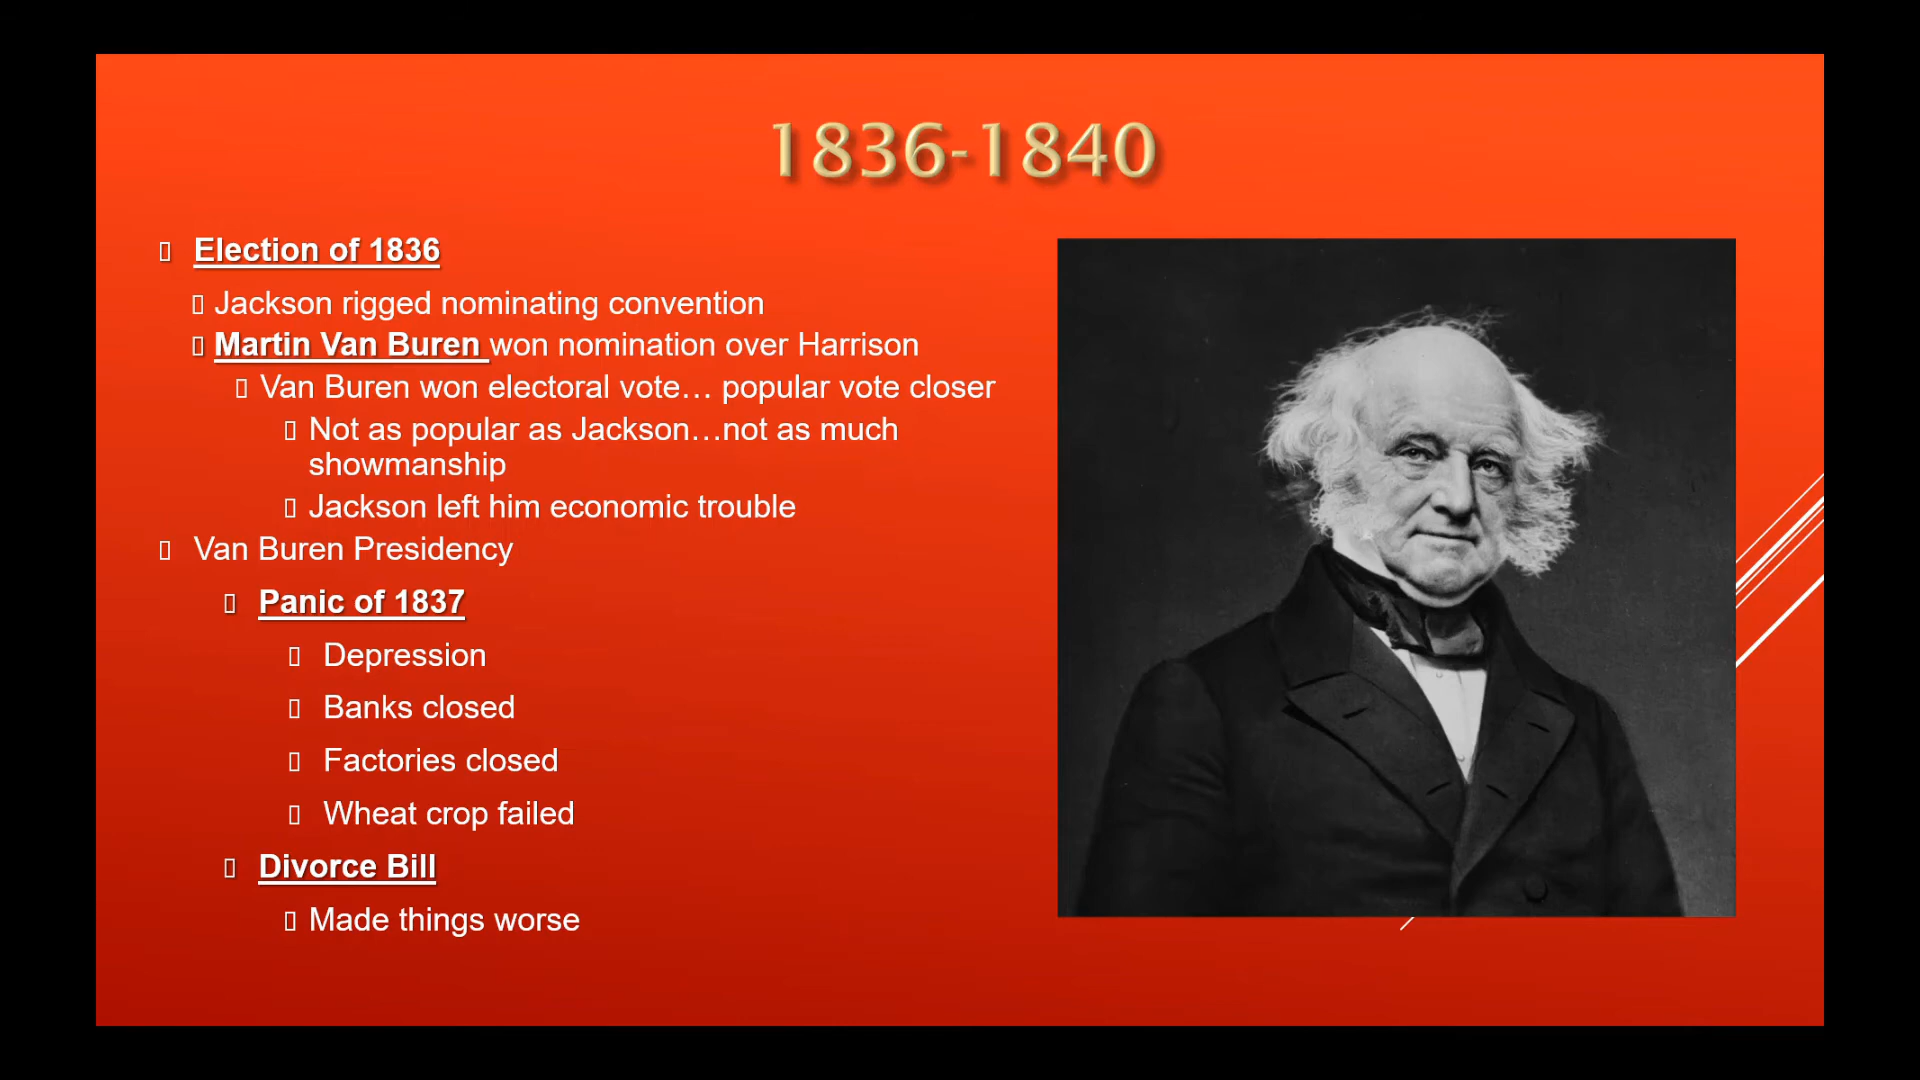 1836-1840
Election of 1836
Jackson rigged nominating convention
Martin Van Buren won nomination over Harrison
Van Buren won electoral vote… popular vote closer
Not as popular as Jackson…not as much
showmanship
Jackson left him economic trouble
Van Buren Presidency
Panic of 1837
Depression
Banks closed
Factories closed
Wheat crop failed
Divorce Bill
Made things worse